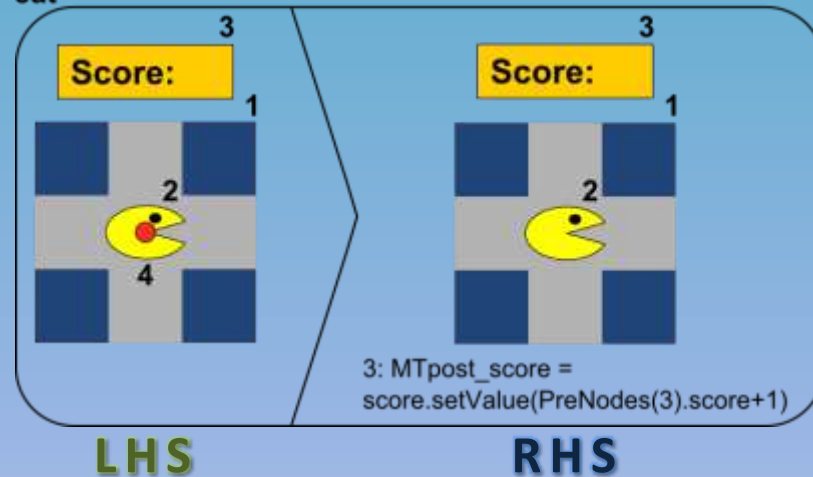 3 3
Score: Score:
1 1
2 2
4
3: MTpost_score =
score.setValue(PreNodes(3).score+1)
LHS RHS